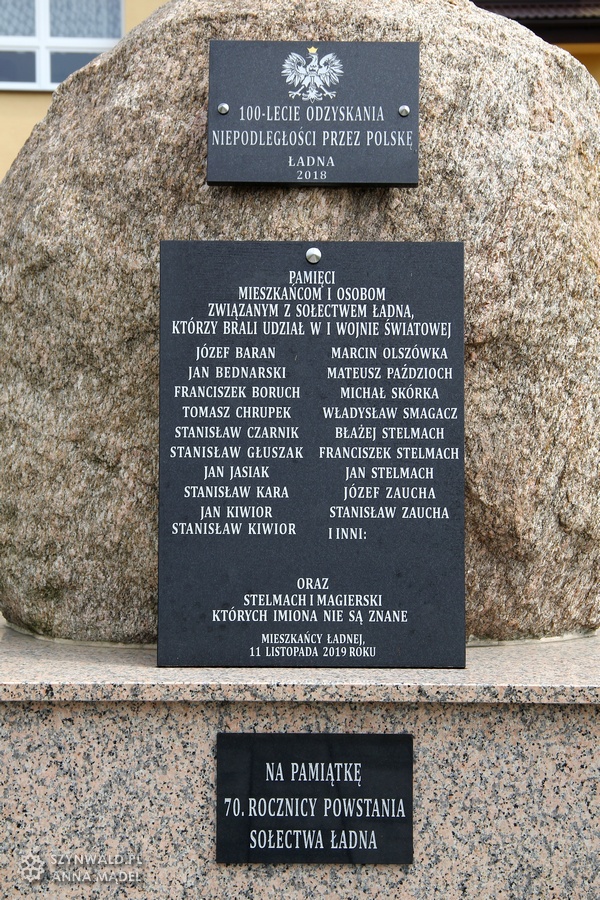 100-LECIE ODZYSKANIA
NIEPODLEGŁOŚCI PRZEZ POLSKĘ
ŁADNA
2018
PAMIĘCI
MIESZKAŃCOM I OSOBOM
ZWIĄZANYM Z SOŁECTWEM ŁADNA,
KTÓRZY BRALI UDZIAŁ W I WOJNIE ŚWIATOWEJ
JÓZEF BARAN
JAN BEDNARSKI
FRANCISZEK BORUCH
TOMASZ CHRUPEK
STANISŁAW CZARNIK
STANISŁAW GŁUSZAK
JAN JASIAK
STANISŁAW KARA
JAN KIWIOR
STANISŁAW KIWIOR
MARCIN OLSZÓWKA
MATEUSZ PAŹDZIOCH
MICHAŁ SKÓRKA
WŁADYSŁAW SMAGACZ
BŁAŻEJ STELMACH
FRANCISZEK STELMACH
JAN STELMACH
JÓZEF ZAUCHA
STANISŁAW ZAUCHA
I INNI:
ORAZ
STELMACH I MAGIERSKI
KTÓRYCH IMIONA NIE SĄ ZNANE
MIESZKAŃCY ŁADNEJ,
11 LISTOPADA 2019 ROKU
NA PAMIĄTKĘ
70. ROCZNICY POWSTANIA
SOŁECTWA ŁADNA
SZYNWALD.PL
ANNA MĄDEL